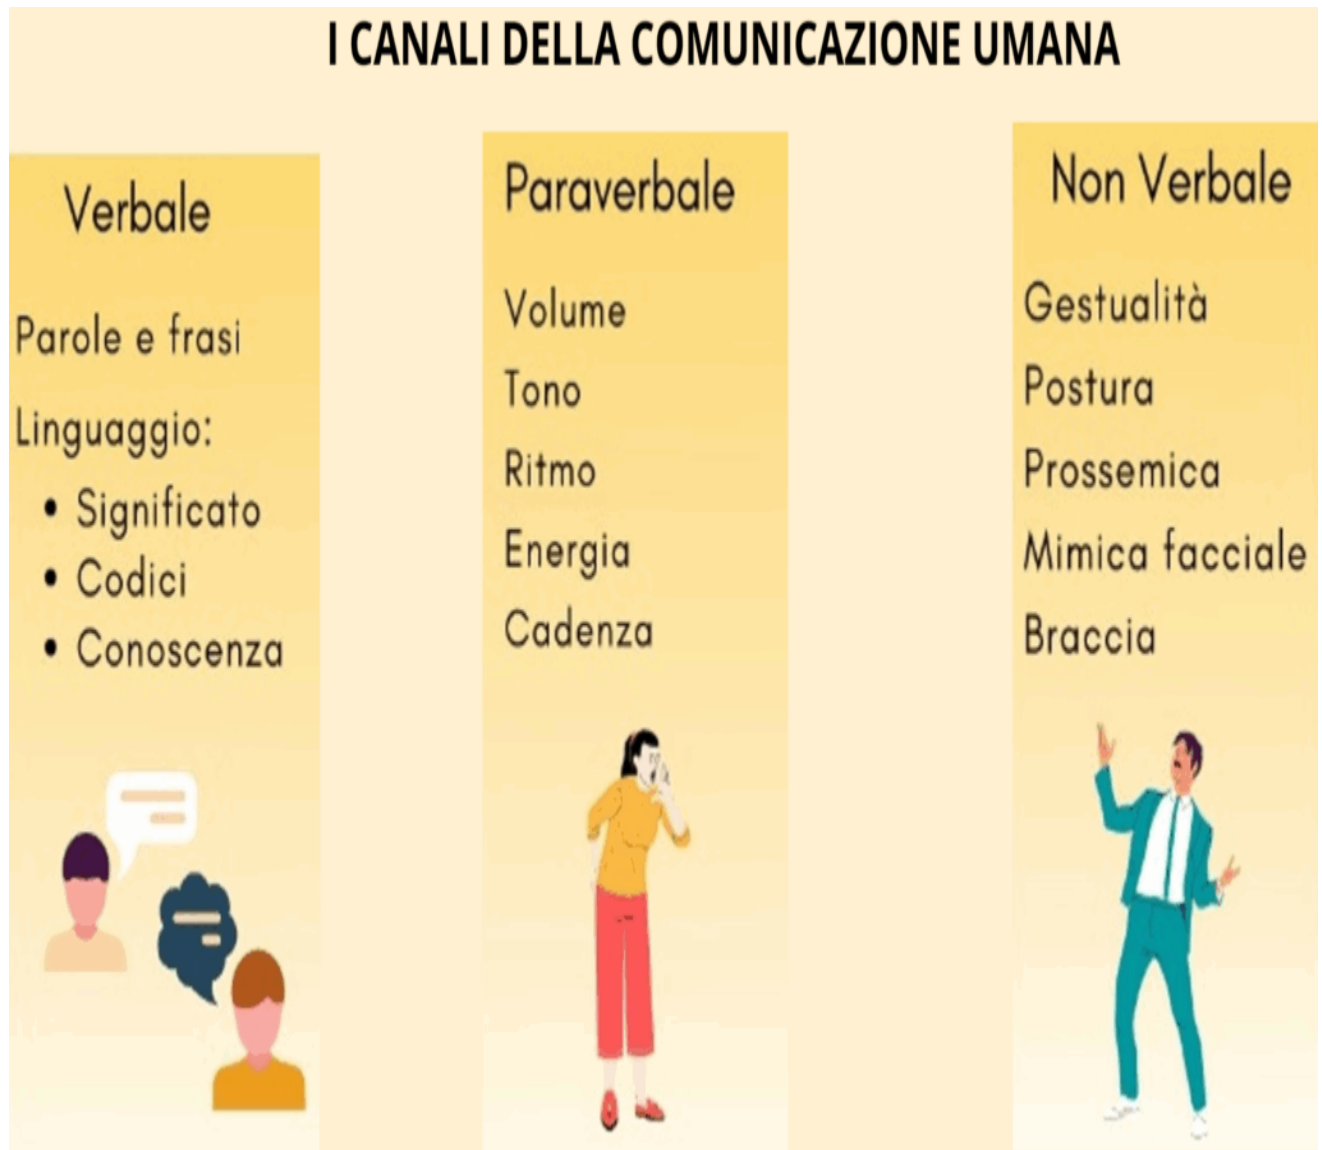 I CANALI DELLA COMUNICAZIONE UMANA
Verbale
Parole e frasi
Linguaggio:
• Significato
• Codici
• Conoscenza
Paraverbale
Volume
Tono
Ritmo
Energia
Cadenza
Non Verbale
Gestualità
Postura
Prossemica
Mimica facciale
Braccia